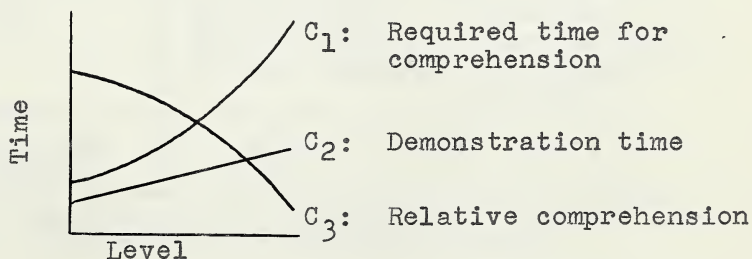 C1: Required time for
comprehension
C2: Demonstration time
C3: Relative comprehension
Time
Level